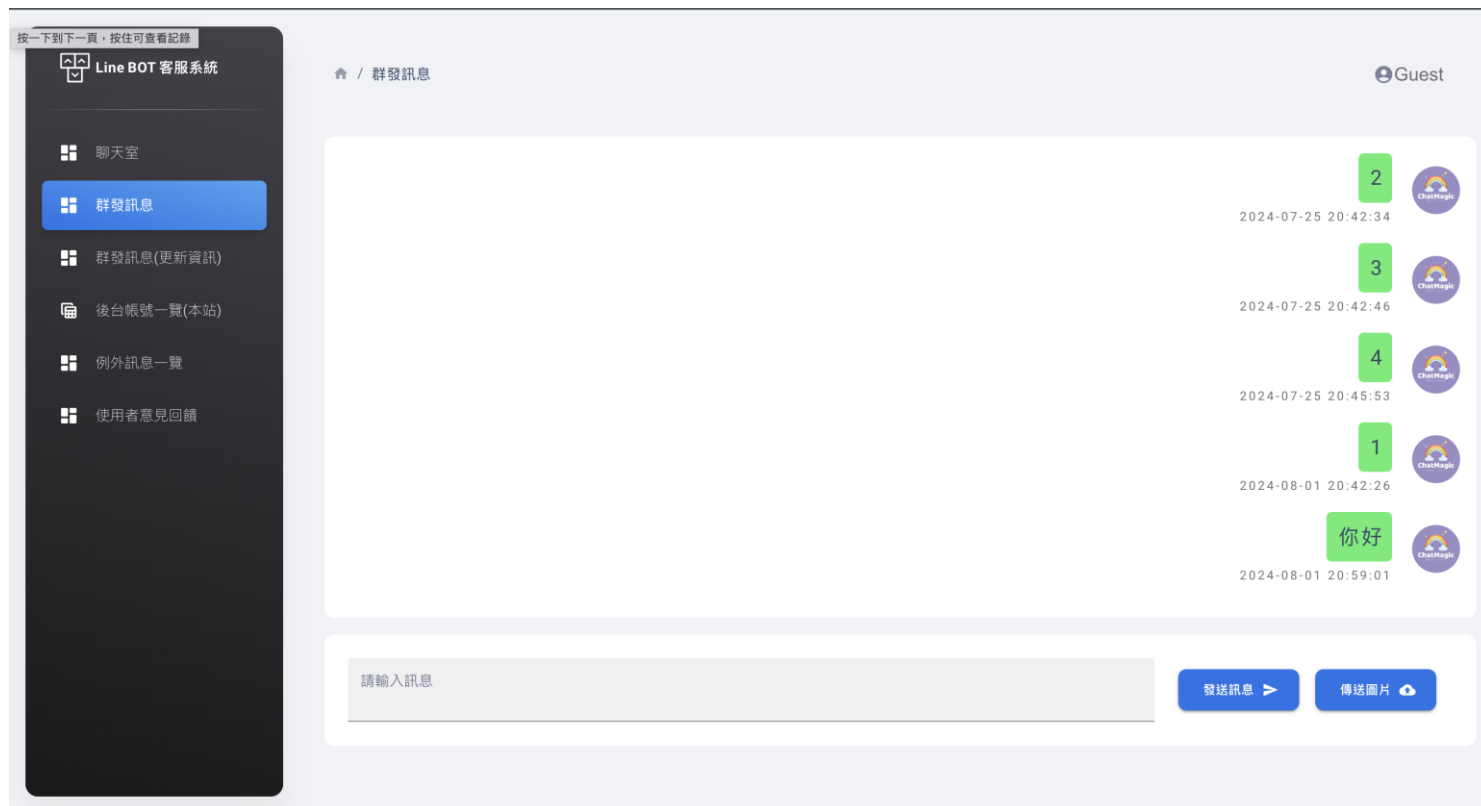 按一下到下一頁，按住可查看記錄
Line BOT 客服系統
/ 群發訊息
Guest
聊天室
群發訊息
群發訊息(更新資訊)
後台帳號一覽(本站)
例外訊息一覽
使用者意見回饋
2
ChatMagic
2024-07-25 20:42:34
3
ChatMagic
2024-07-25 20:42:46
4
ChatMagic
2024-07-25 20:45:53
1
ChatMagic
2024-08-01 20:42:26
你好
ChatMagic
2024-08-01 20:59:01
請輸入訊息
發送訊息
傳送圖片